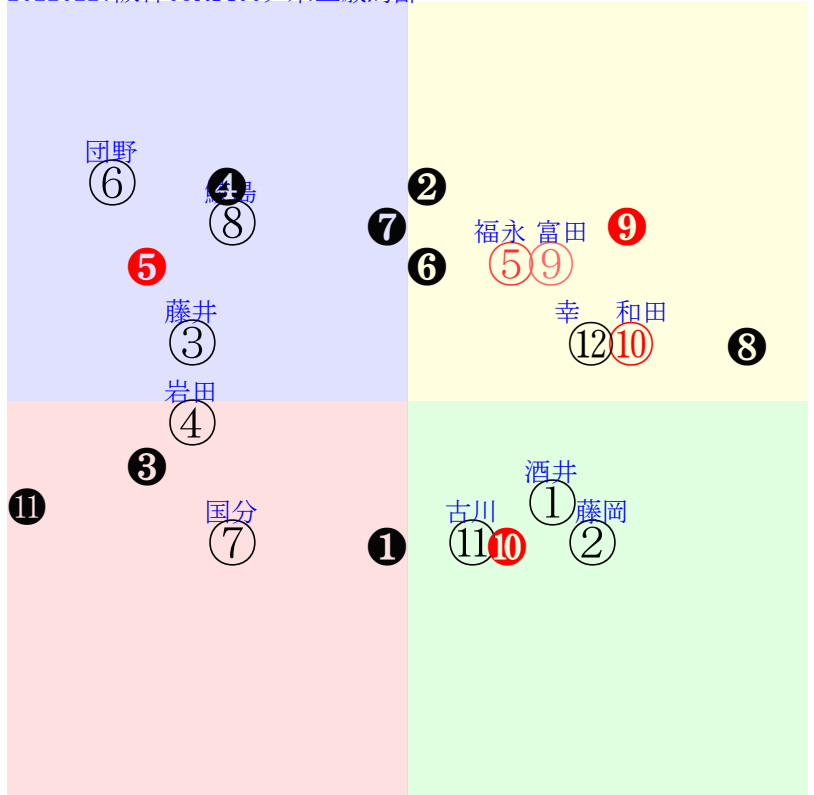 団野
⑥
❹
⑧
❷
❼
福永 富田
❾
❺
❻
⑤⑨
藤井
③
幸 和田
⑫⑩
❽
岩田
④
❸
酒井
①
⓫
国分
⑦
古川
藤岡
❶
⑪
❿
②